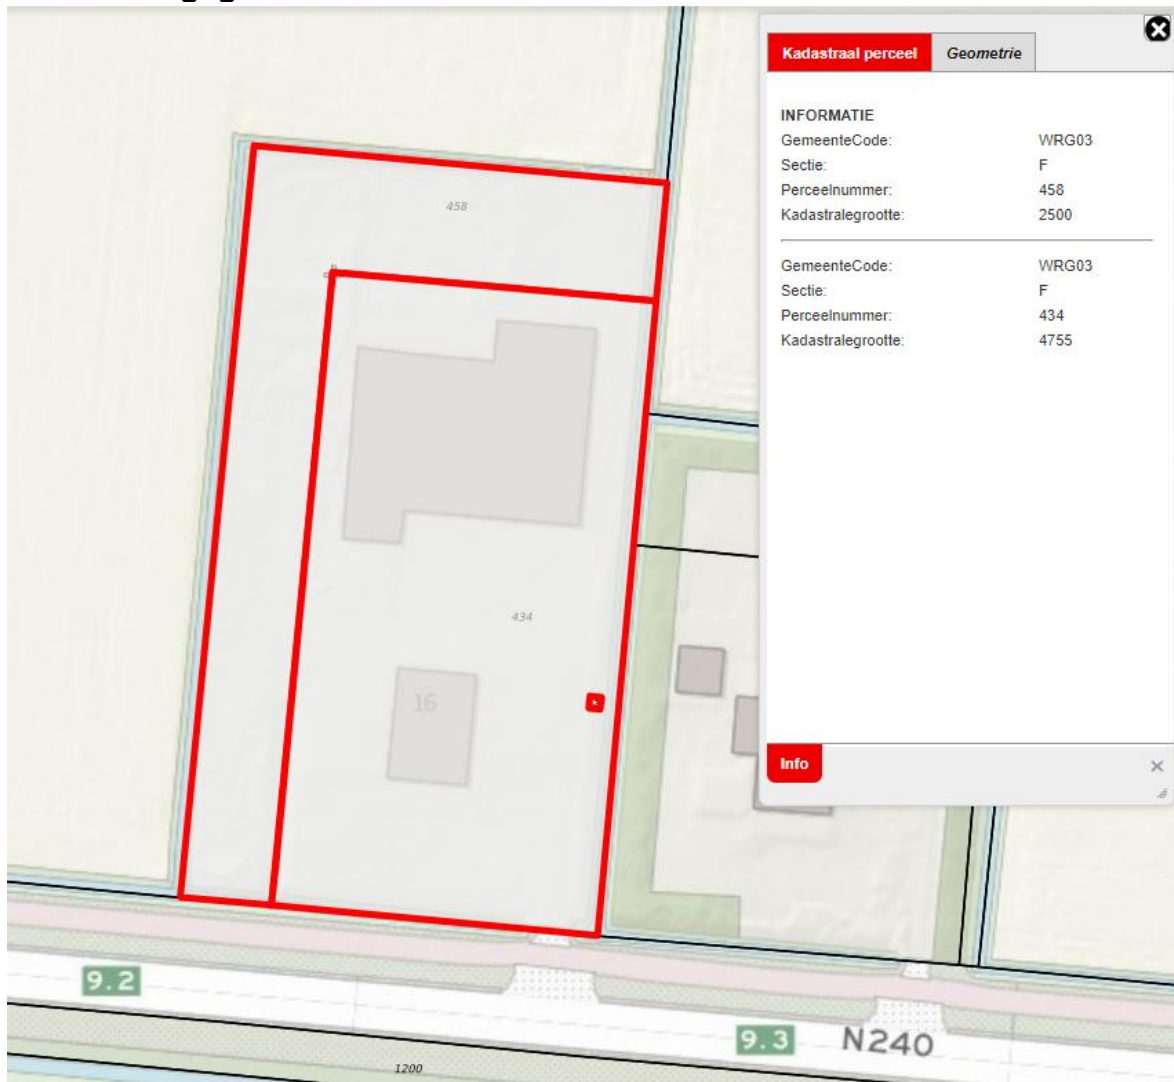 Kadastraal perceel Geometrie
INFORMATIE
GemeenteCode: WRG03
Sectie: F
Perceelnummer: 458
Kadastralegrootte: 2500
GemeenteCode: WRG03
Sectie: F
Perceelnummer: 434
Kadastralegrootte: 4755
Info
458
434
16
9.2
9.3 N240
1200